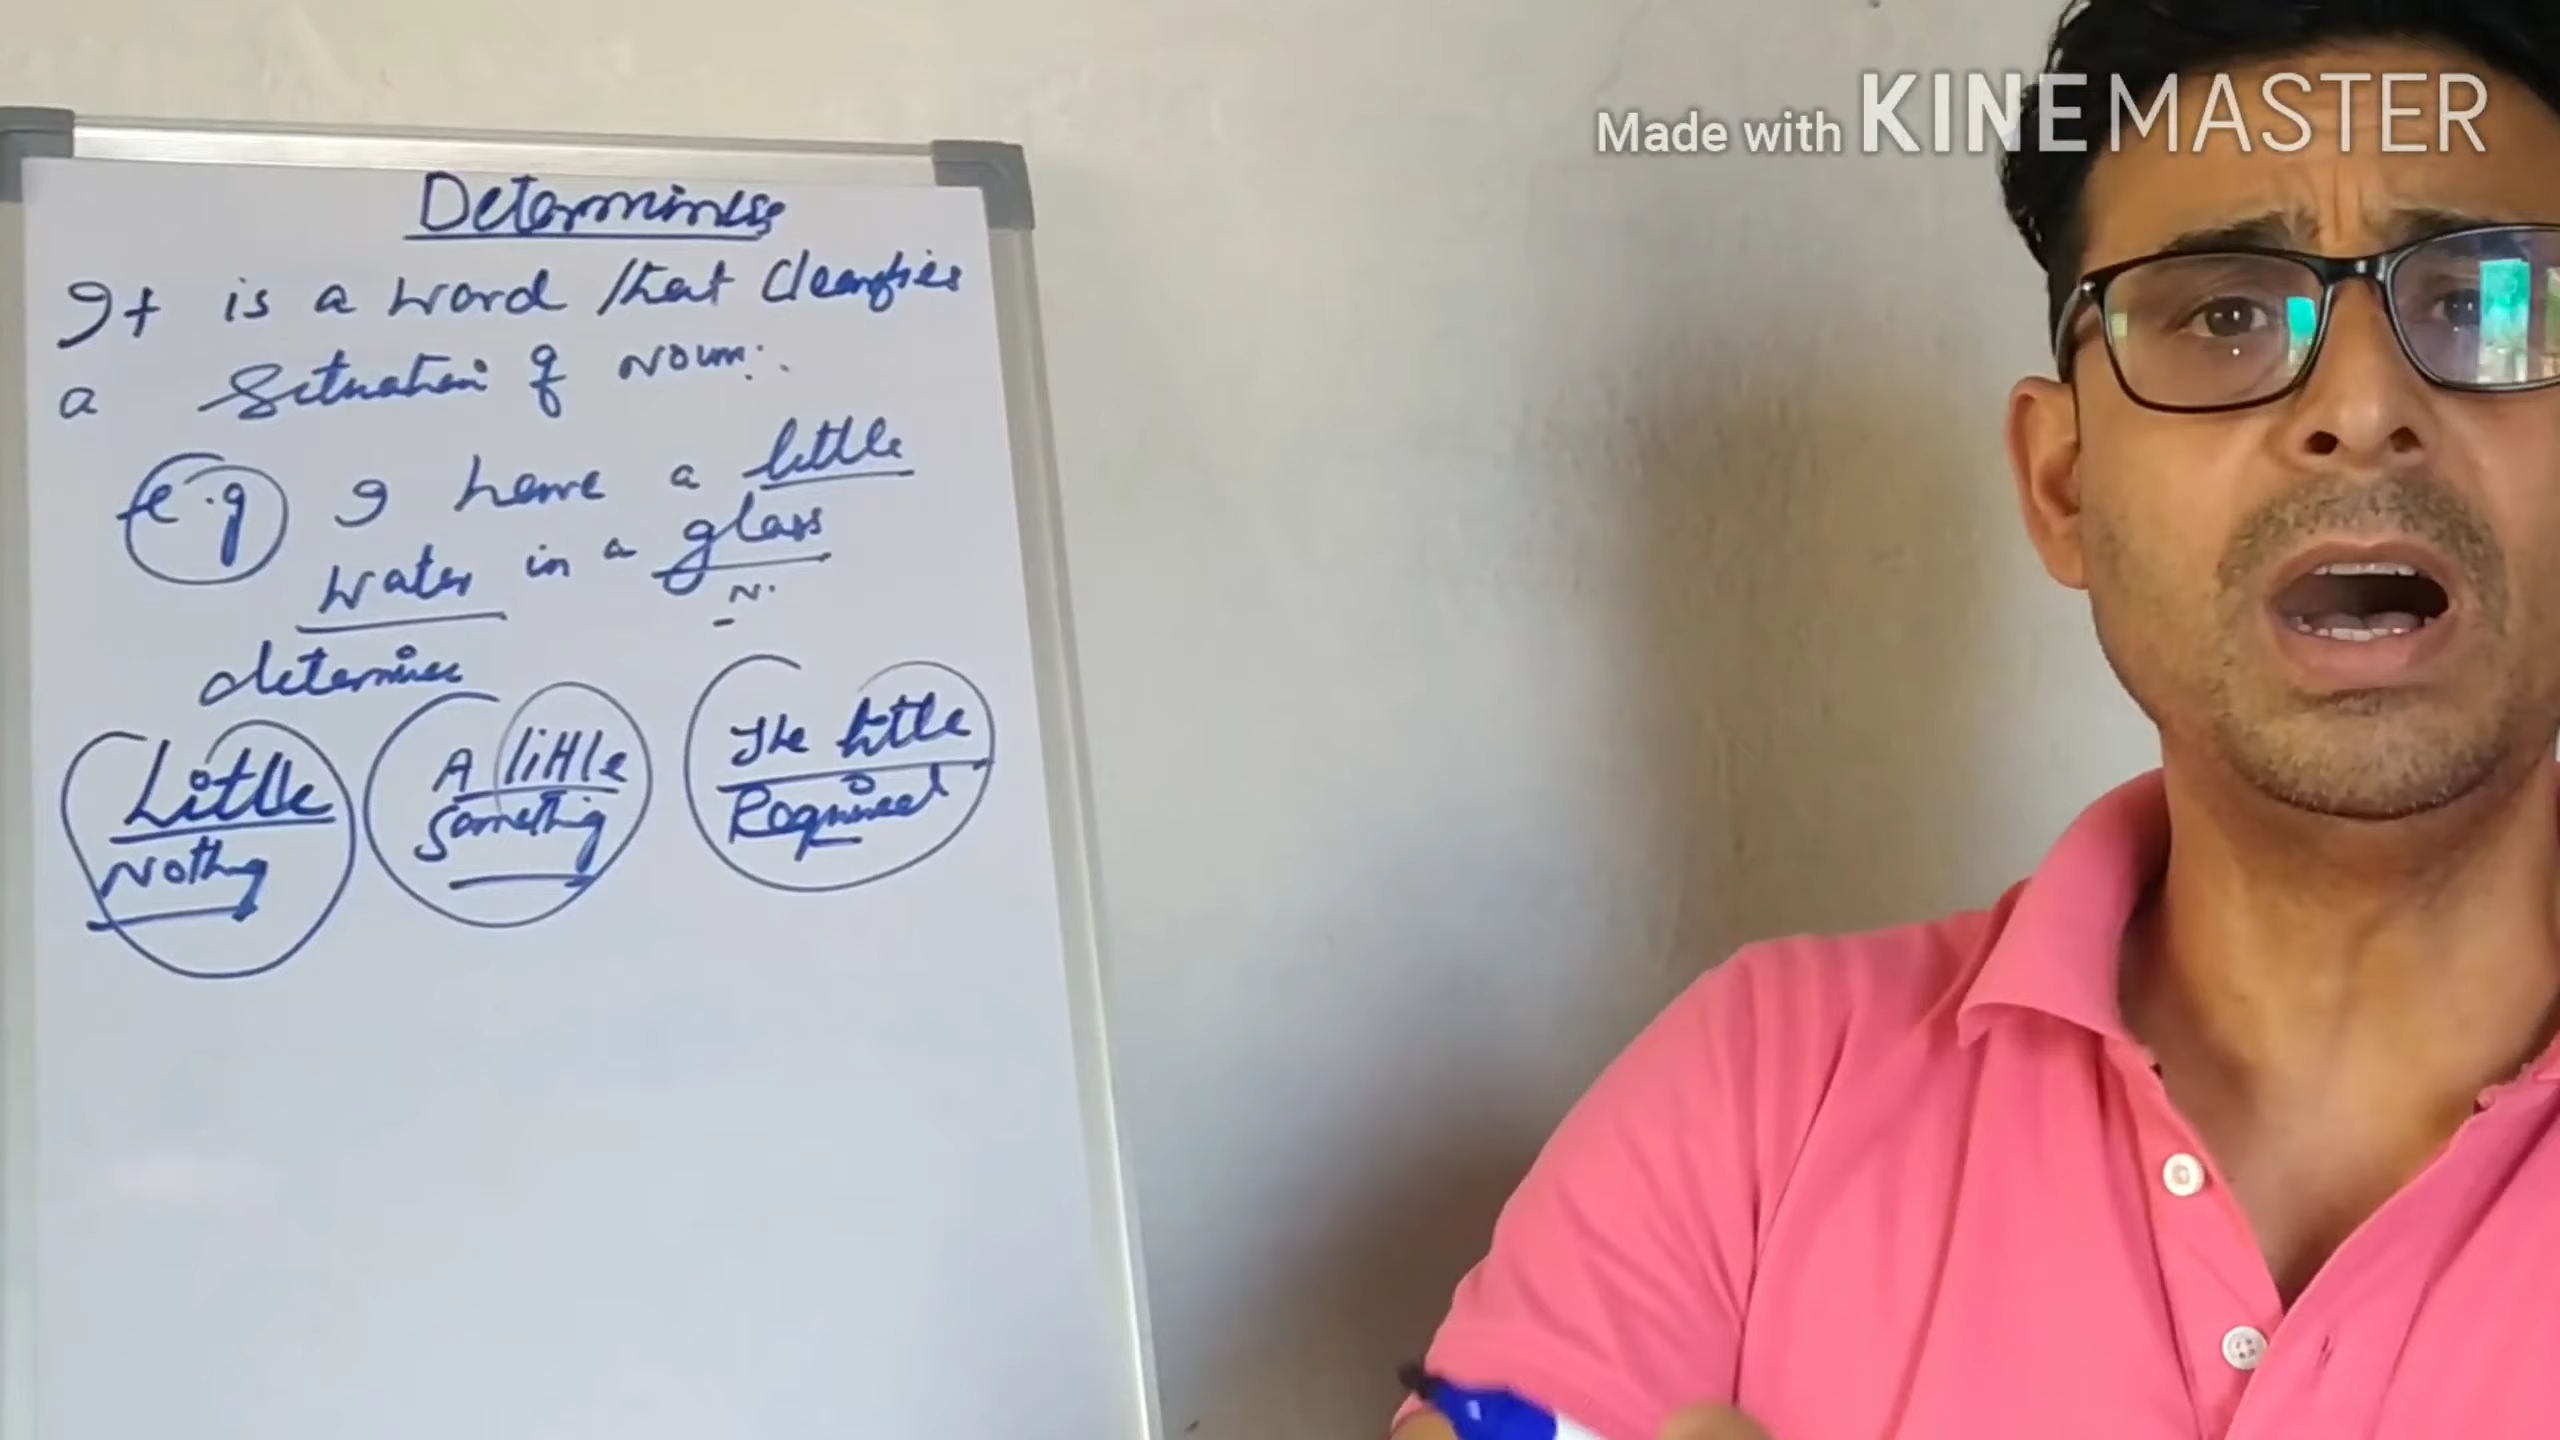 Made with KINEMASTER
Determiners
It is a word that Clearifies
a Situation of Noun:.
e.g I have a little
water in a glass
N.
determiner
Little A little The little
Nothing Something Required